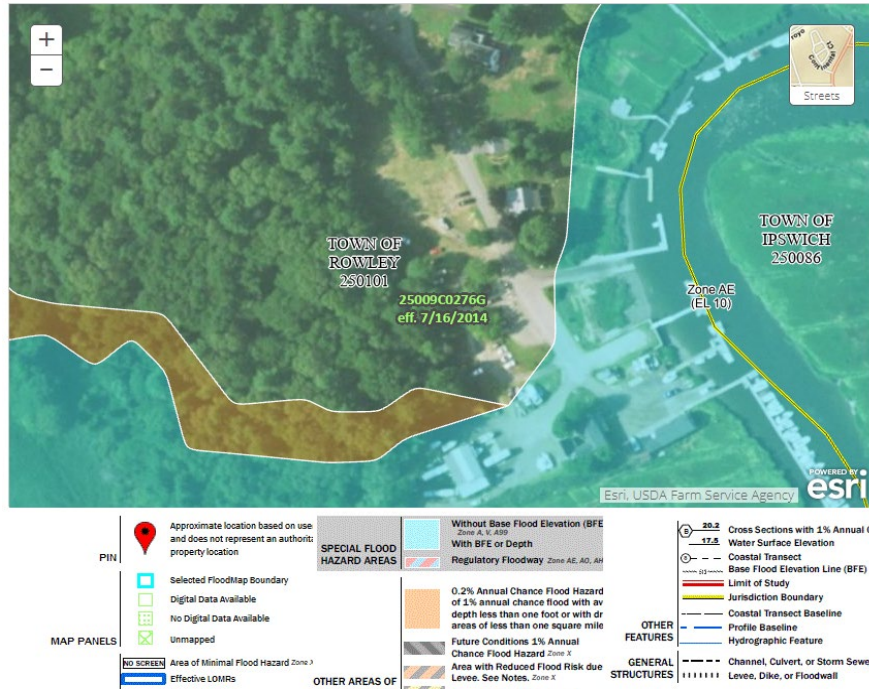 +
−
royo
Continental Ct
Streets
TOWN OF
ROWLEY
250101
TOWN OF
IPSWICH
250086
25009C0276G
eff. 7/16/2014
Zone AE
(EL 10)
Esri, USDA Farm Service Agency
POWERED BY
esri
PIN
Approximate location based on use
and does not represent an authorita
property location
MAP PANELS
Selected FloodMap Boundary
Digital Data Available
No Digital Data Available
Unmapped
NO SCREEN Area of Minimal Flood Hazard Zone X
Effective LOMRs
SPECIAL FLOOD
HAZARD AREAS
Without Base Flood Elevation (BFE
Zone A, V, A99
With BFE or Depth
Regulatory Floodway Zone AE, AO, AH
0.2% Annual Chance Flood Hazard
of 1% annual chance flood with av
depth less than one foot or with dr
areas of less than one square mile
Future Conditions 1% Annual
Chance Flood Hazard Zone X
Area with Reduced Flood Risk due
Levee. See Notes. Zone X
OTHER AREAS OF
OTHER
FEATURES
B 20.2 Cross Sections with 1% Annual C
17.5 Water Surface Elevation
8 Coastal Transect
513 Base Flood Elevation Line (BFE)
Limit of Study
Jurisdiction Boundary
Coastal Transect Baseline
Profile Baseline
Hydrographic Feature
GENERAL
STRUCTURES
Channel, Culvert, or Storm Sewe
Levee, Dike, or Floodwall